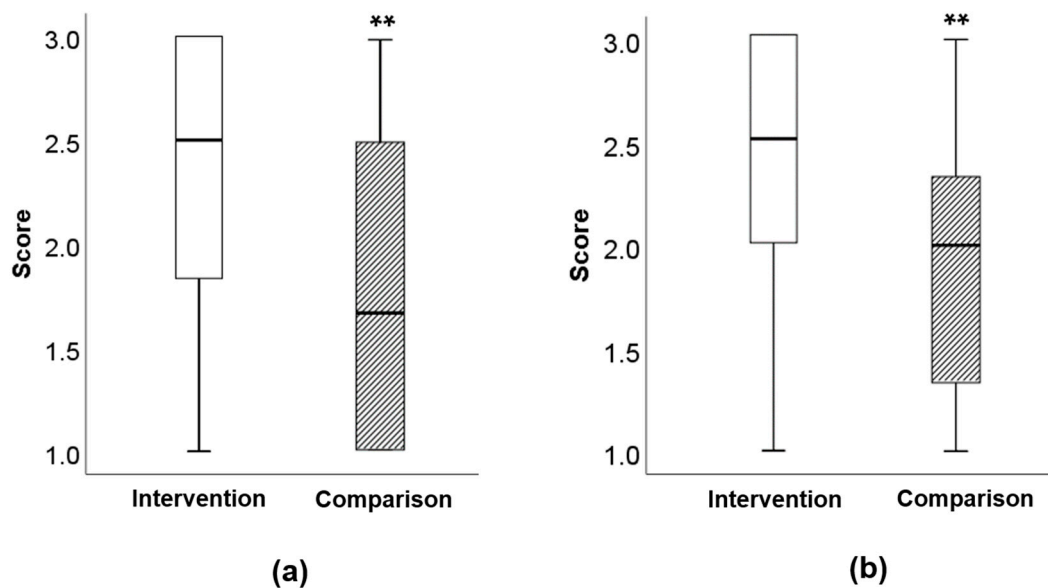 **
3.0
2.5
2.0
1.5
1.0
Score
Intervention Comparison
(a)
**
3.0
2.5
2.0
1.5
1.0
Score
Intervention Comparison
(b)